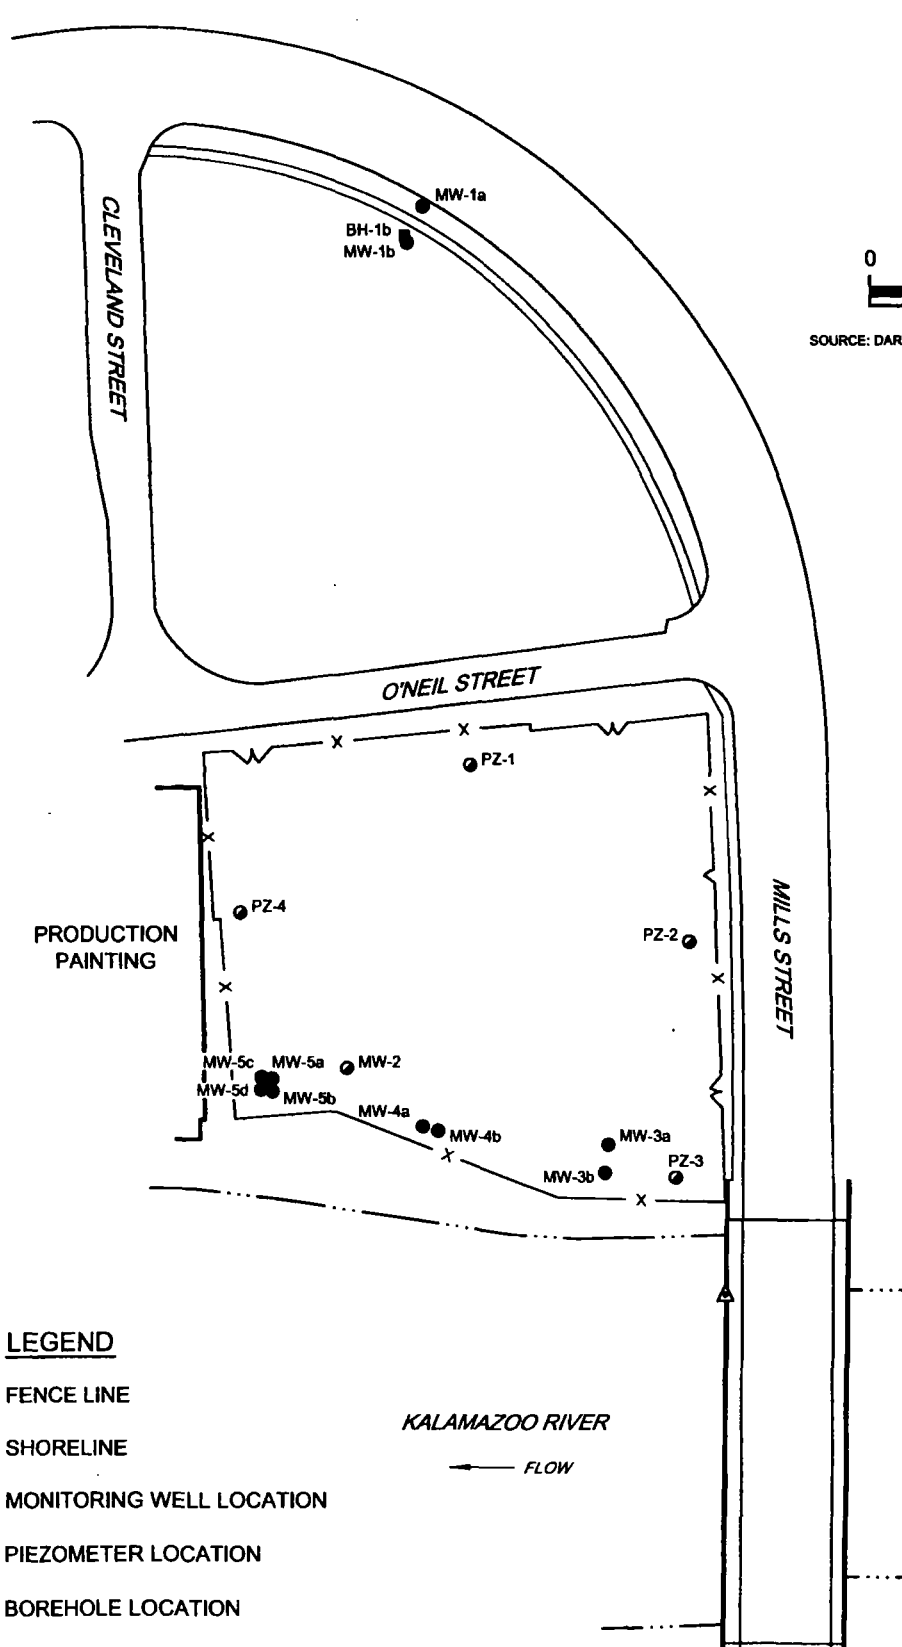 MW-1a
BH-1b
MW-1b
CLEVELAND STREET
0
SOURCE: DAR
O'NEIL STREET
X
X
PZ-1
X
X
PZ-4
PRODUCTION
PAINTING
PZ-2
MILLS STREET
X
X
MW-5c
MW-5a
MW-2
MW-5d
MW-5b
MW-4a
MW-4b
MW-3a
X
PZ-3
MW-3b
X
LEGEND
FENCE LINE
SHORELINE
MONITORING WELL LOCATION
PIEZOMETER LOCATION
BOREHOLE LOCATION
KALAMAZOO RIVER
FLOW